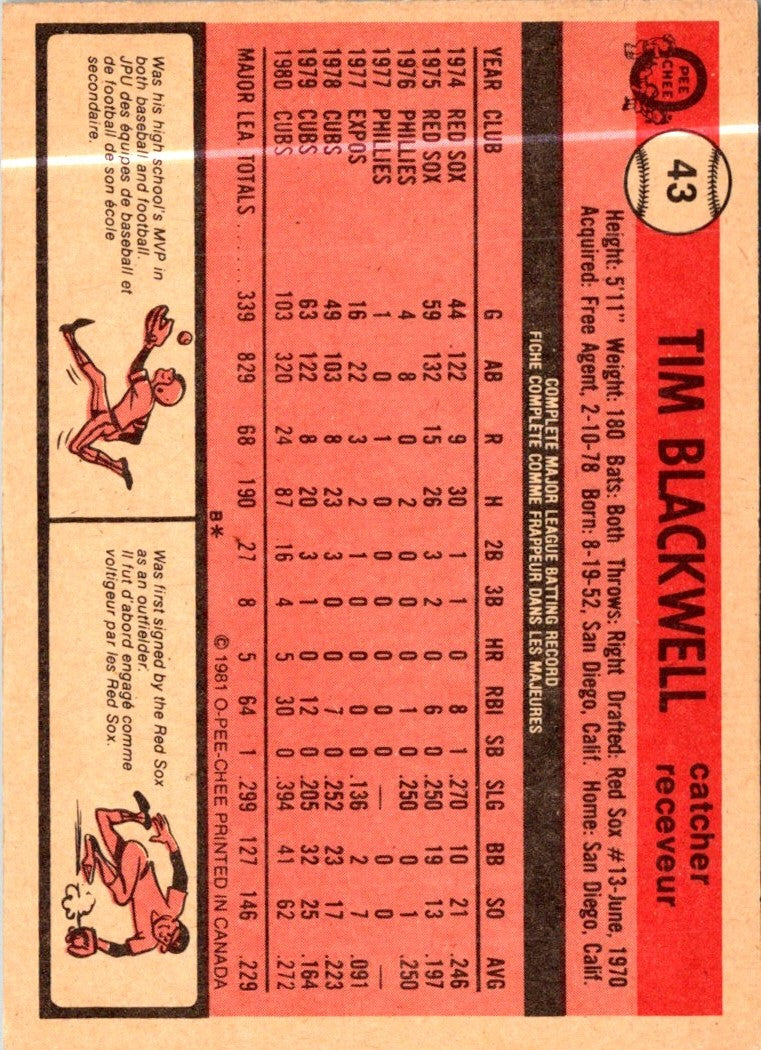 O
PEE
CHEE
43
TIM BLACKWELL
catcher
receveur
Height: 5'11" Weight: 180 Bats: Both Throws: Right Drafted: Red Sox #13-June, 1970
Acquired: Free Agent, 2-10-78 Born: 8-19-52, San Diego, Calif. Home: San Diego, Calif.
COMPLETE MAJOR LEAGUE BATTING RECORD
FICHE COMPLÈTE COMME FRAPPEUR DANS LES MAJEURES
YEAR CLUB G AB R H 2B 3B HR RBI SB SLG BB SO AVG
1974 RED SOX 44 122 9 30 1 1 0 8 1 .270 10 21 .246
1975 RED SOX 59 132 15 26 3 2 0 6 0 .250 19 13 .197
1976 PHILLIES 4 8 0 2 0 0 0 1 0 .250 0 1 .250
1977 PHILLIES 1 0 1 0 0 0 0 0 0 — 0 0 —
1977 EXPOS 16 22 3 2 1 0 0 0 0 .136 2 7 .091
1978 CUBS 49 103 8 23 3 0 0 7 0 .252 23 17 .223
1979 CUBS 63 122 8 20 3 1 0 12 0 .205 32 25 .164
1980 CUBS 103 320 24 87 16 4 5 30 0 .394 41 62 .272
MAJOR LEA. TOTALS . . . . 339 829 68 190 27 8 5 64 1 .299 127 146 .229
B* © 1981 O-PEE-CHEE PRINTED IN CANADA
Was his high school's MVP in
both baseball and football.
JPU des équipes de baseball et
de football de son école
secondaire.
Was first signed by the Red Sox
as an outfielder.
Il fut d'abord engagé comme
voltigeur par les Red Sox.